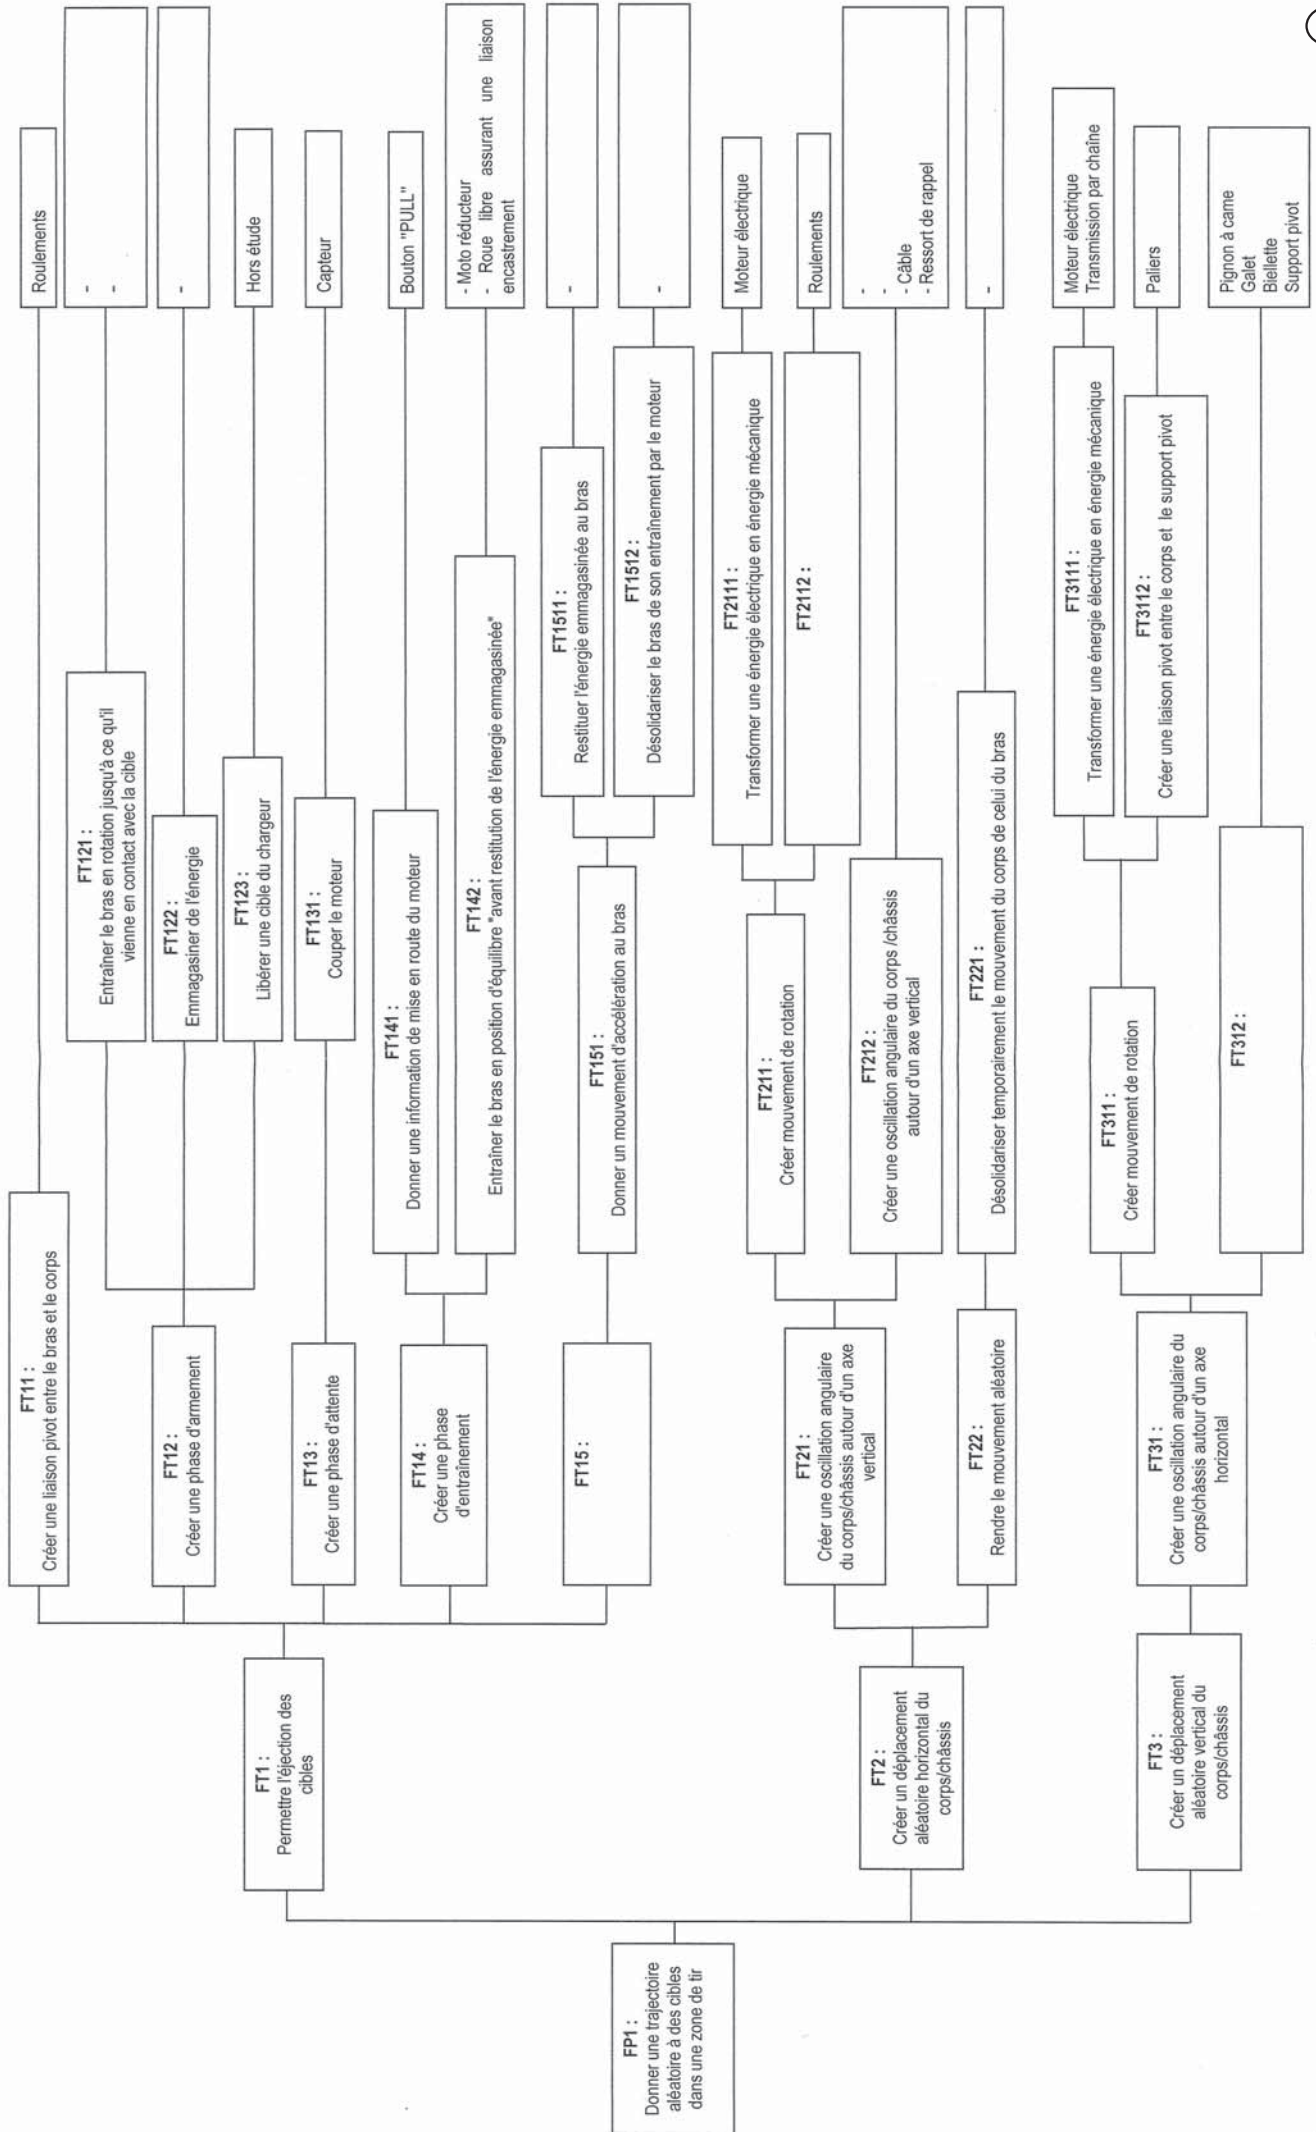 FP1 :
Donner une trajectoire
aléatoire à des cibles
dans une zone de tir
FT1 :
Permettre l'éjection des
cibles
FT11 :
Créer une liaison pivot entre le bras et le corps
Roulements
FT12 :
Créer une phase d'armement
FT121 :
Entraîner le bras en rotation jusqu'à ce qu'il
vienne en contact avec la cible
-
-
FT122 :
Emmagasiner de l'énergie
-
FT123 :
Libérer une cible du chargeur
Hors étude
FT13 :
Créer une phase d'attente
FT131 :
Couper le moteur
Capteur
FT14 :
Créer une phase
d'entraînement
FT141 :
Donner une information de mise en route du moteur
Bouton "PULL"
FT142 :
Entraîner le bras en position d'équilibre "avant restitution de l'énergie emmagasinée"
- Moto réducteur
- Roue libre assurant une liaison
encastrement
FT15 :
FT151 :
Donner un mouvement d'accélération au bras
FT1511 :
Restituer l'énergie emmagasinée au bras
-
FT1512 :
Désolidariser le bras de son entraînement par le moteur
-
FT2 :
Créer un déplacement
aléatoire horizontal du
corps/châssis
FT21 :
Créer une oscillation angulaire
du corps/châssis autour d'un axe
vertical
FT211 :
Créer mouvement de rotation
FT2111 :
Transformer une énergie électrique en énergie mécanique
Moteur électrique
FT2112 :
Roulements
FT212 :
Créer une oscillation angulaire du corps /châssis
autour d'un axe vertical
-
-
- Câble
- Ressort de rappel
FT22 :
Rendre le mouvement aléatoire
FT221 :
Désolidariser temporairement le mouvement du corps de celui du bras
-
FT3 :
Créer un déplacement
aléatoire vertical du
corps/châssis
FT31 :
Créer une oscillation angulaire du
corps/châssis autour d'un axe
horizontal
FT311 :
Créer mouvement de rotation
FT3111 :
Transformer une énergie électrique en énergie mécanique
Moteur électrique
Transmission par chaîne
FT3112 :
Créer une liaison pivot entre le corps et le support pivot
Paliers
FT312 :
Pignon à came
Galet
Biellette
Support pivot